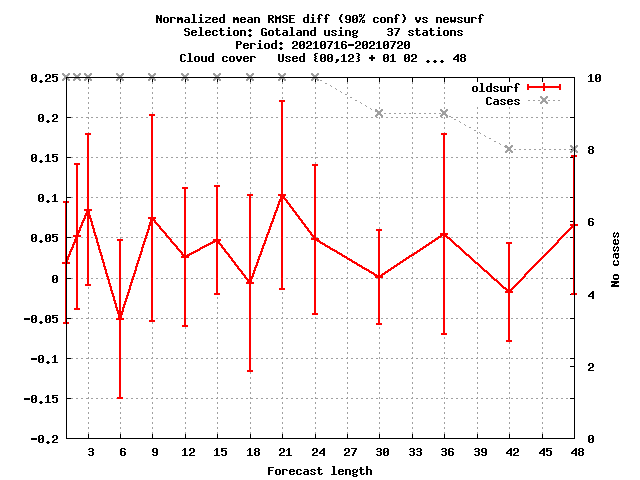 Normalized mean RMSE diff (90% conf) vs newsurf
Selection: Gotaland using    37 stations
Period: 20210716-20210720
Cloud cover   Used {00,12} + 01 02 ... 48
oldsurf
Cases
0.25
0.2
0.15
0.1
0.05
0
-0.05
-0.1
-0.15
-0.2
10
8
6
4
2
0
No cases
3 6 9 12 15 18 21 24 27 30 33 36 39 42 45 48
Forecast length